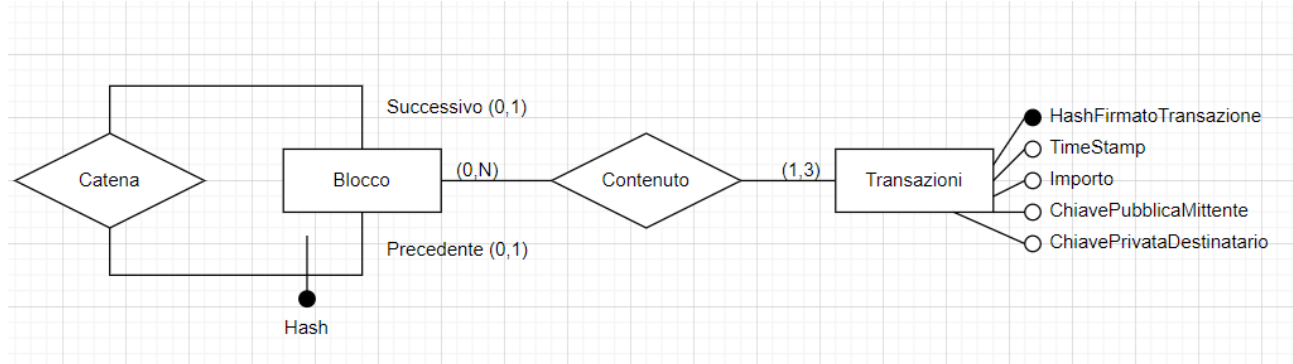 Successivo (0,1)
Catena
Blocco
(0,N)
Contenuto
(1,3)
Transazioni
HashFirmatoTransazione
TimeStamp
Importo
ChiavePubblicaMittente
ChiavePrivataDestinatario
Precedente (0,1)
Hash